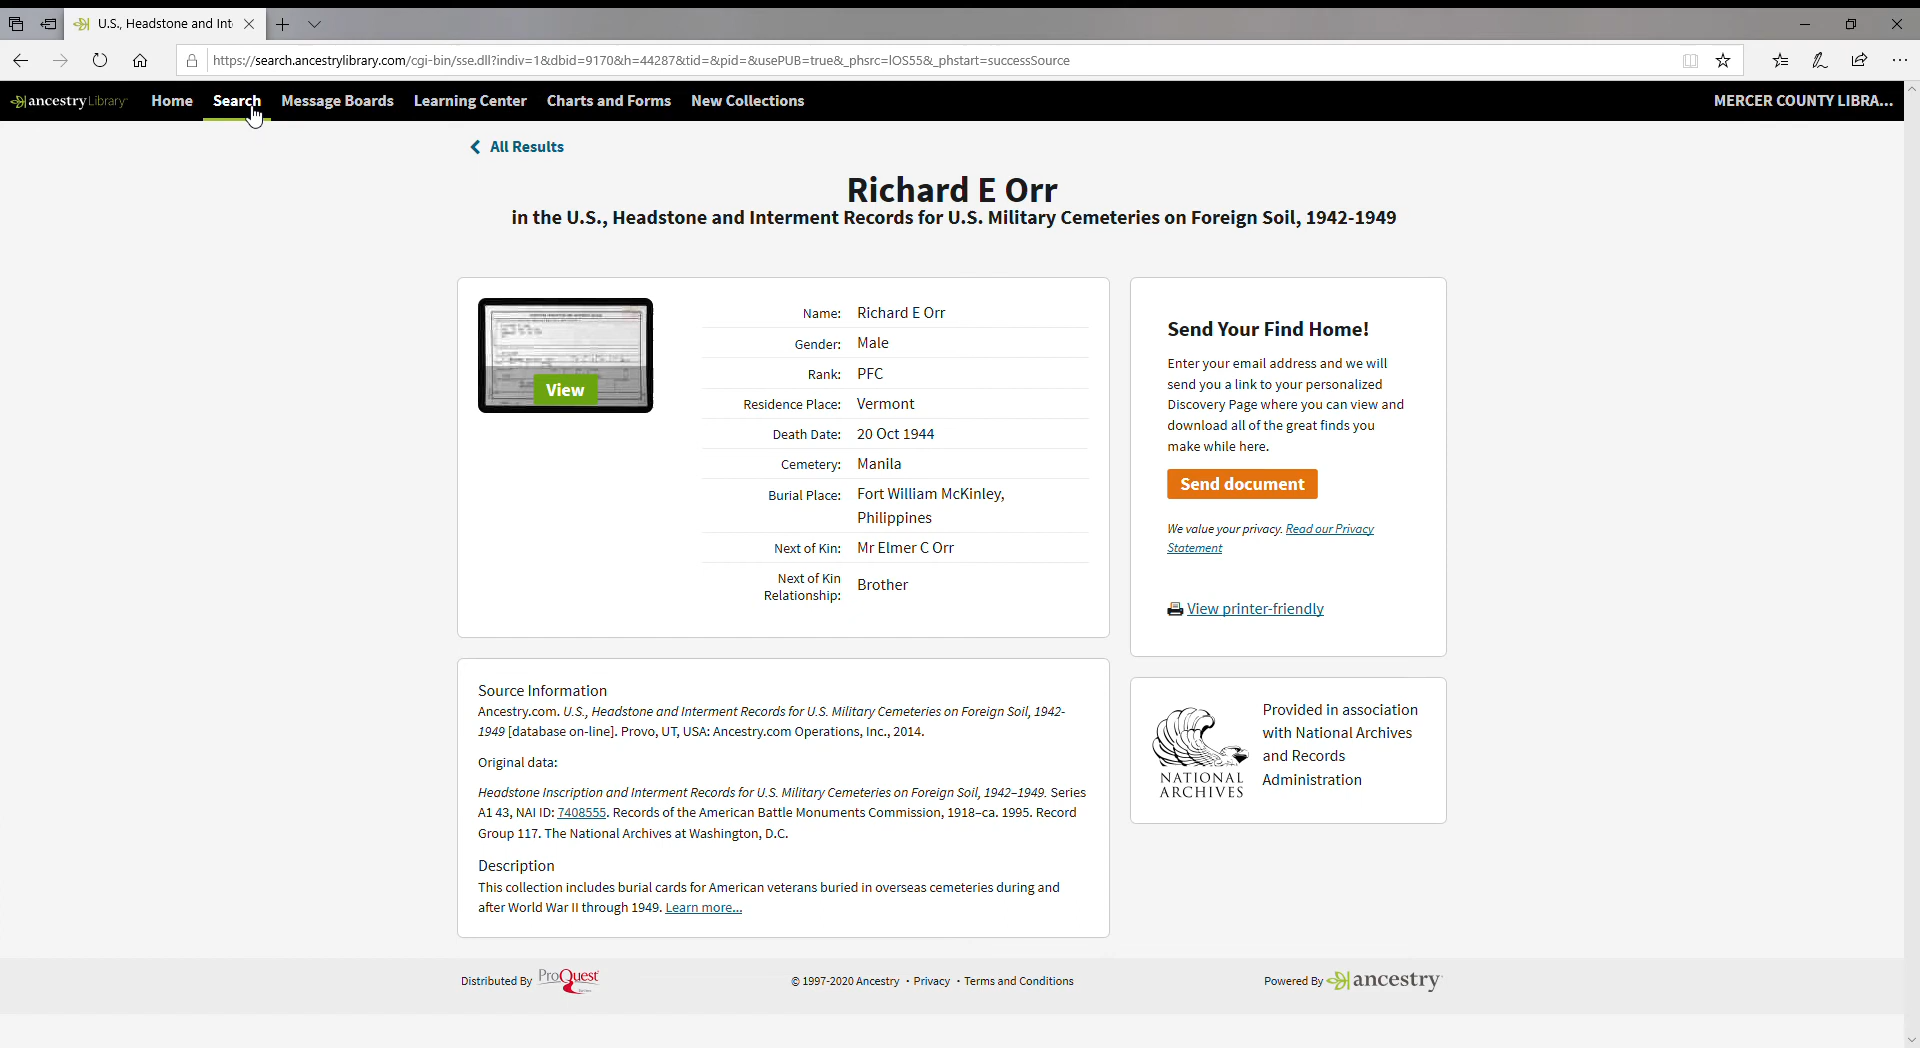 U.S., Headstone and Int
https://search.ancestrylibrary.com/cgi-bin/sse.dll?indiv=1&dbid=9170&h=44287&tid=&pid=&usePUB=true&_phsrc=lOS55&_phstart=successSource
ancestryLibrary Home Search Message Boards Learning Center Charts and Forms New Collections MERCER COUNTY LIBRA...
All Results
Richard E Orr
in the U.S., Headstone and Interment Records for U.S. Military Cemeteries on Foreign Soil, 1942-1949
View
Name: Richard E Orr
Gender: Male
Rank: PFC
Residence Place: Vermont
Death Date: 20 Oct 1944
Cemetery: Manila
Burial Place: Fort William McKinley,
Philippines
Next of Kin: Mr Elmer C Orr
Next of Kin
Relationship: Brother
Send Your Find Home!
Enter your email address and we will
send you a link to your personalized
Discovery Page where you can view and
download all of the great finds you
make while here.
Send document
We value your privacy. Read our Privacy
Statement
View printer-friendly
Source Information
Ancestry.com. U.S., Headstone and Interment Records for U.S. Military Cemeteries on Foreign Soil, 1942-
1949 [database on-line]. Provo, UT, USA: Ancestry.com Operations, Inc., 2014.
Original data:
Headstone Inscription and Interment Records for U.S. Military Cemeteries on Foreign Soil, 1942–1949. Series
A1 43, NAI ID: 7408555. Records of the American Battle Monuments Commission, 1918–ca. 1995. Record
Group 117. The National Archives at Washington, D.C.
Description
This collection includes burial cards for American veterans buried in overseas cemeteries during and
after World War II through 1949. Learn more...
NATIONAL
ARCHIVES
Provided in association
with National Archives
and Records
Administration
Distributed By ProQuest
© 1997-2020 Ancestry • Privacy • Terms and Conditions
Powered By ancestry